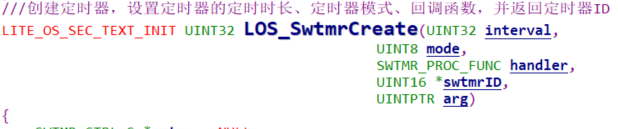 ///创建定时器，设置定时器的定时时长、定时器模式、回调函数，并返回定时器ID
LITE_OS_SEC_TEXT_INIT UINT32 LOS_SwtmrCreate(UINT32 interval,
UINT8 mode,
SWTMR_PROC_FUNC handler,
UINT16 *swtmrID,
UINTPTR arg)
{